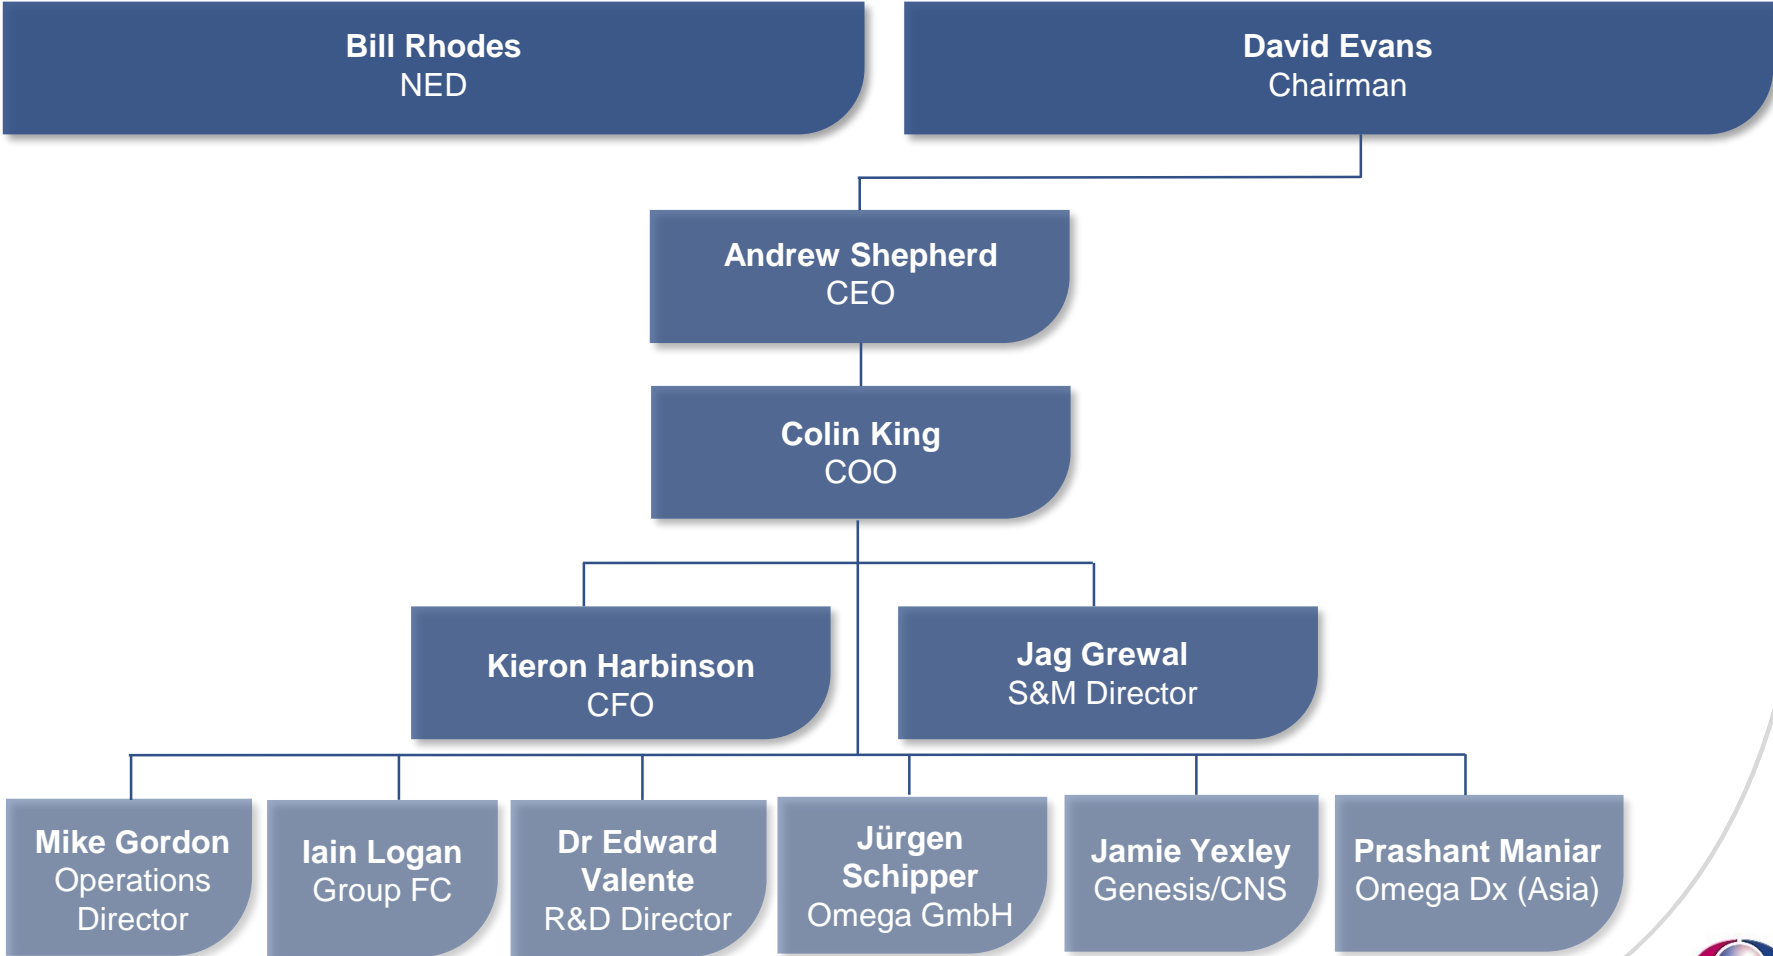 Bill Rhodes
NED
David Evans
Chairman
Andrew Shepherd
CEO
Colin King
COO
Kieron Harbinson
CFO
Jag Grewal
S&M Director
Mike Gordon
Operations
Director
Iain Logan
Group FC
Dr Edward
Valente
R&D Director
Jürgen
Schipper
Omega GmbH
Jamie Yexley
Genesis/CNS
Prashant Maniar
Omega Dx (Asia)